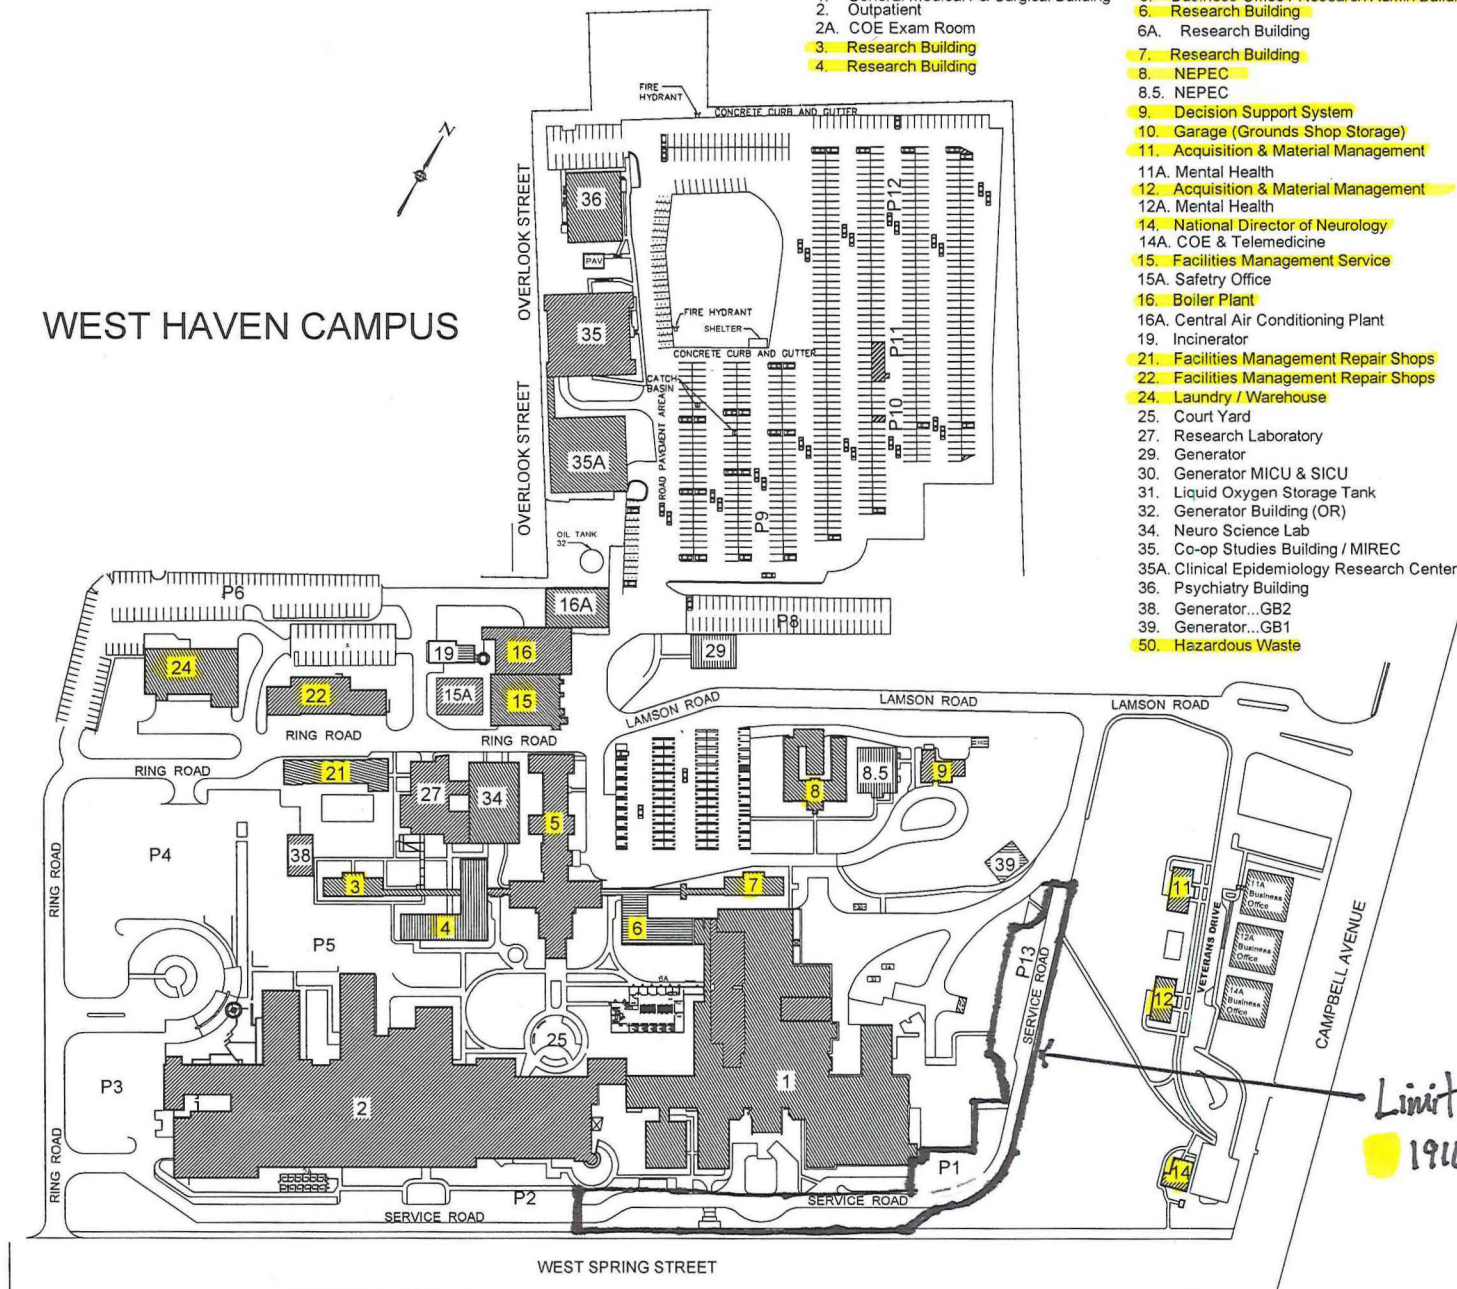 2. Outpatient
2A. COE Exam Room
3. Research Building
4. Research Building
6. Research Building
6A. Research Building
7. Research Building
8. NEPEC
8.5. NEPEC
9. Decision Support System
10. Garage (Grounds Shop Storage)
11. Acquisition & Material Management
11A. Mental Health
12. Acquisition & Material Management
12A. Mental Health
14. National Director of Neurology
14A. COE & Telemedicine
15. Facilities Management Service
15A. Safety Office
16. Boiler Plant
16A. Central Air Conditioning Plant
19. Incinerator
21. Facilities Management Repair Shops
22. Facilities Management Repair Shops
24. Laundry / Warehouse
25. Court Yard
27. Research Laboratory
29. Generator
30. Generator MICU & SICU
31. Liquid Oxygen Storage Tank
32. Generator Building (OR)
34. Neuro Science Lab
35. Co-op Studies Building / MIREC
35A. Clinical Epidemiology Research Center
36. Psychiatry Building
38. Generator...GB2
39. Generator...GB1
50. Hazardous Waste
WEST HAVEN CAMPUS
N
FIRE
HYDRANT
CONCRETE CURB AND GUTTER
OVERLOOK STREET
36
PAV
P12
OVERLOOK STREET
35
FIRE HYDRANT
SHELTER
CONCRETE CURB AND GUTTER
P11
CATCH
BASIN
ROAD PAVEMENT AREA
P10
35A
OVERLOOK STREET
P9
OIL TANK
32
P6
16A
P8
19
16
29
24
22
15A
15
LAMSON ROAD
LAMSON ROAD
LAMSON ROAD
RING ROAD
RING ROAD
RING ROAD
21
27
34
5
8
8.5
9
P4
38
39
RING ROAD
3
4
6
7
11
11A
Business
Office
P5
P13
SERVICE ROAD
VETERANS DRIVE
12A
Business
Office
12
14A
Business
Office
CAMPBELL AVENUE
6A
25
P3
2
1
Limit
RING ROAD
P1
14
P2
SERVICE ROAD
SERVICE ROAD
WEST SPRING STREET